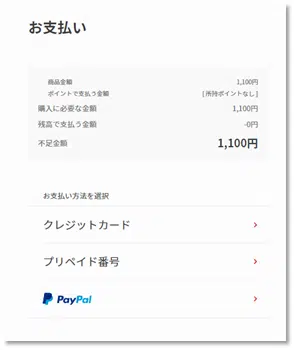 お支払い
商品金額 1,100円
ポイントで支払う金額 [ 所持ポイントなし ]
購入に必要な金額 1,100円
残高で支払う金額 -0円
不足金額 1,100円
お支払い方法を選択
クレジットカード
プリペイド番号
PayPal